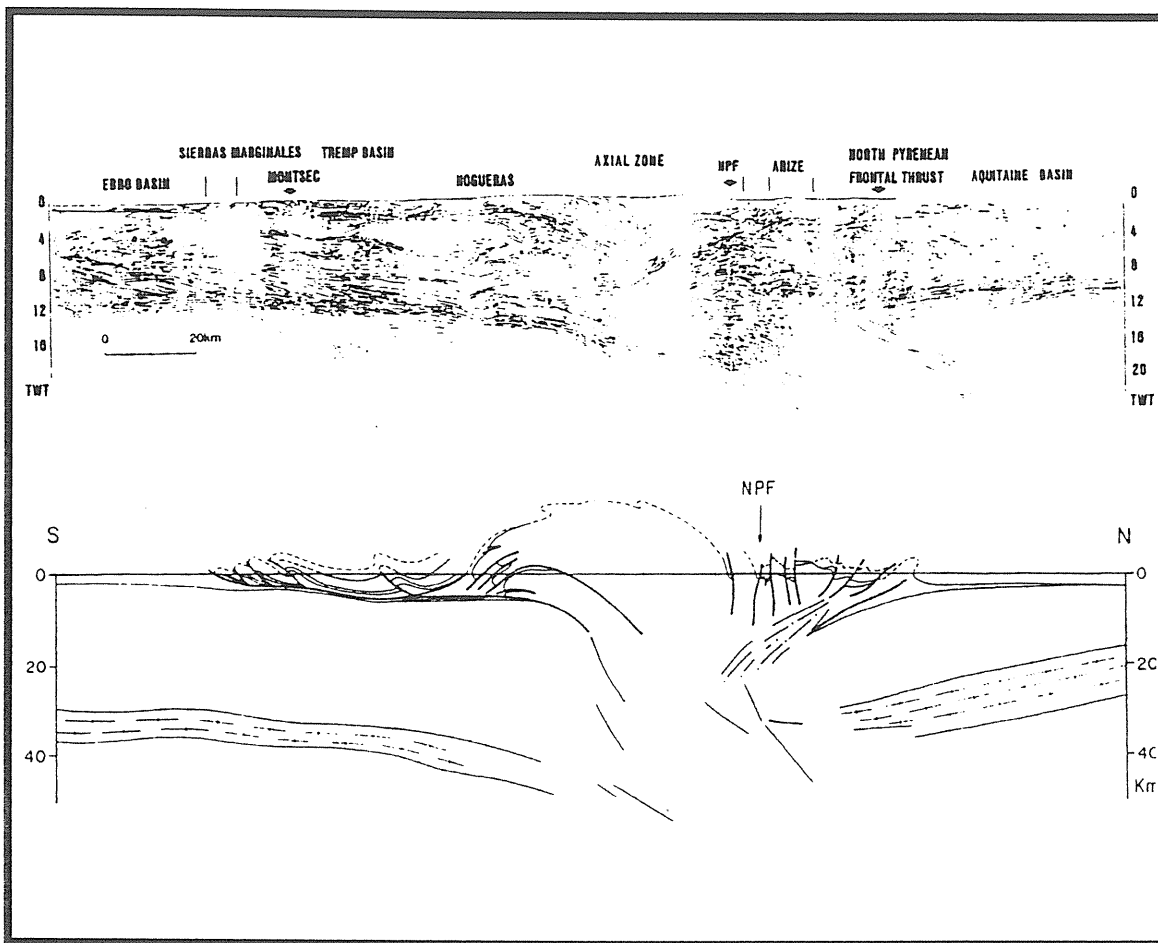 SIERRAS MARGINALES TREMP BASIN
AXIAL ZONE
NORTH PYRENEAN
EBRO BASIN
MONTSEC
NOGUERAS
NPF
ARIZE
FRONTAL THRUST
AQUITAINE BASIN
0 0
4 4
8 8
12 12
16 16
20
TWT TWT
0 20km
NPF
S N
0 0
20 20
40 40
Km